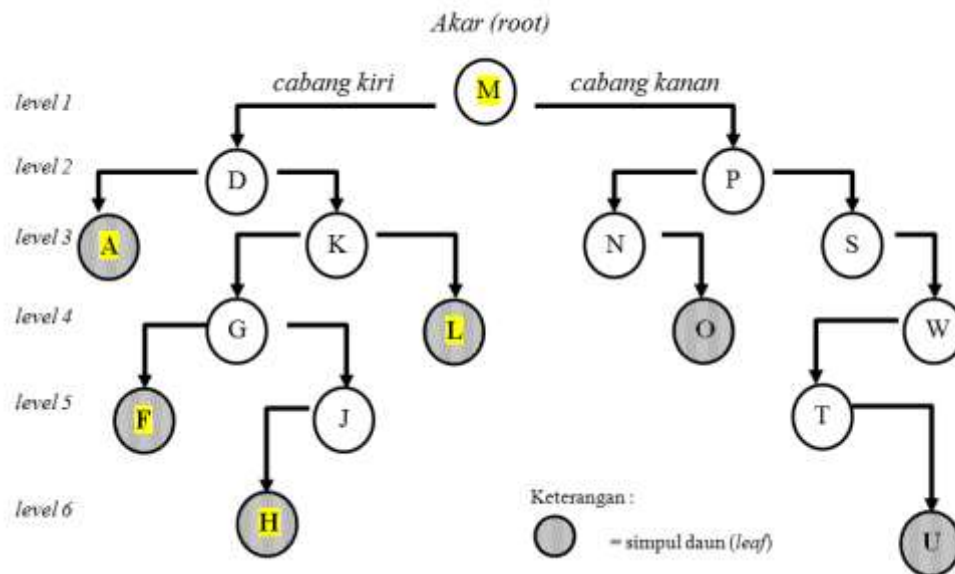 Akar (root)
cabang kiri
M
cabang kanan
level 1
level 2
D
P
level 3
A
K
N
S
level 4
G
L
O
W
level 5
F
J
T
level 6
H
Keterangan :
= simpul daun (leaf)
U